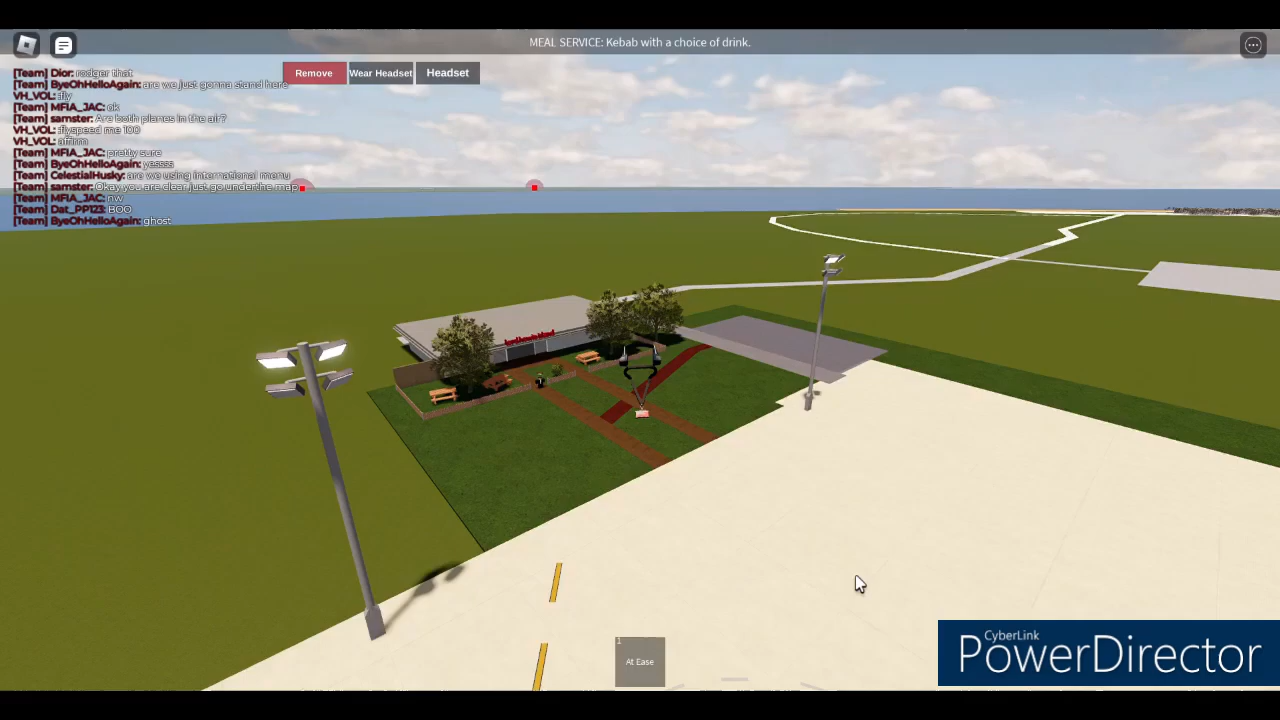 MEAL SERVICE: Kebab with a choice of drink.
Remove
Wear Headset
Headset
[Team] Dior: rodger that
[Team] ByeOhHelloAgain: are we just gonna stand here
VH_VOL: :fly
[Team] MFIA_JAC: ok
[Team] samster: Are both planes in the air?
VH_VOL: :flyspeed me 100
VH_VOL: affirm
[Team] MFIA_JAC: pretty sure
[Team] ByeOhHelloAgain: yessss
[Team] CelestialHusky: are we using international menu
[Team] samster: Okay you are clear just go under the map
[Team] MFIA_JAC: nw
[Team] Dat_PP123: BOO
[Team] ByeOhHelloAgain: ghost
1
At Ease
CyberLink
PowerDirector